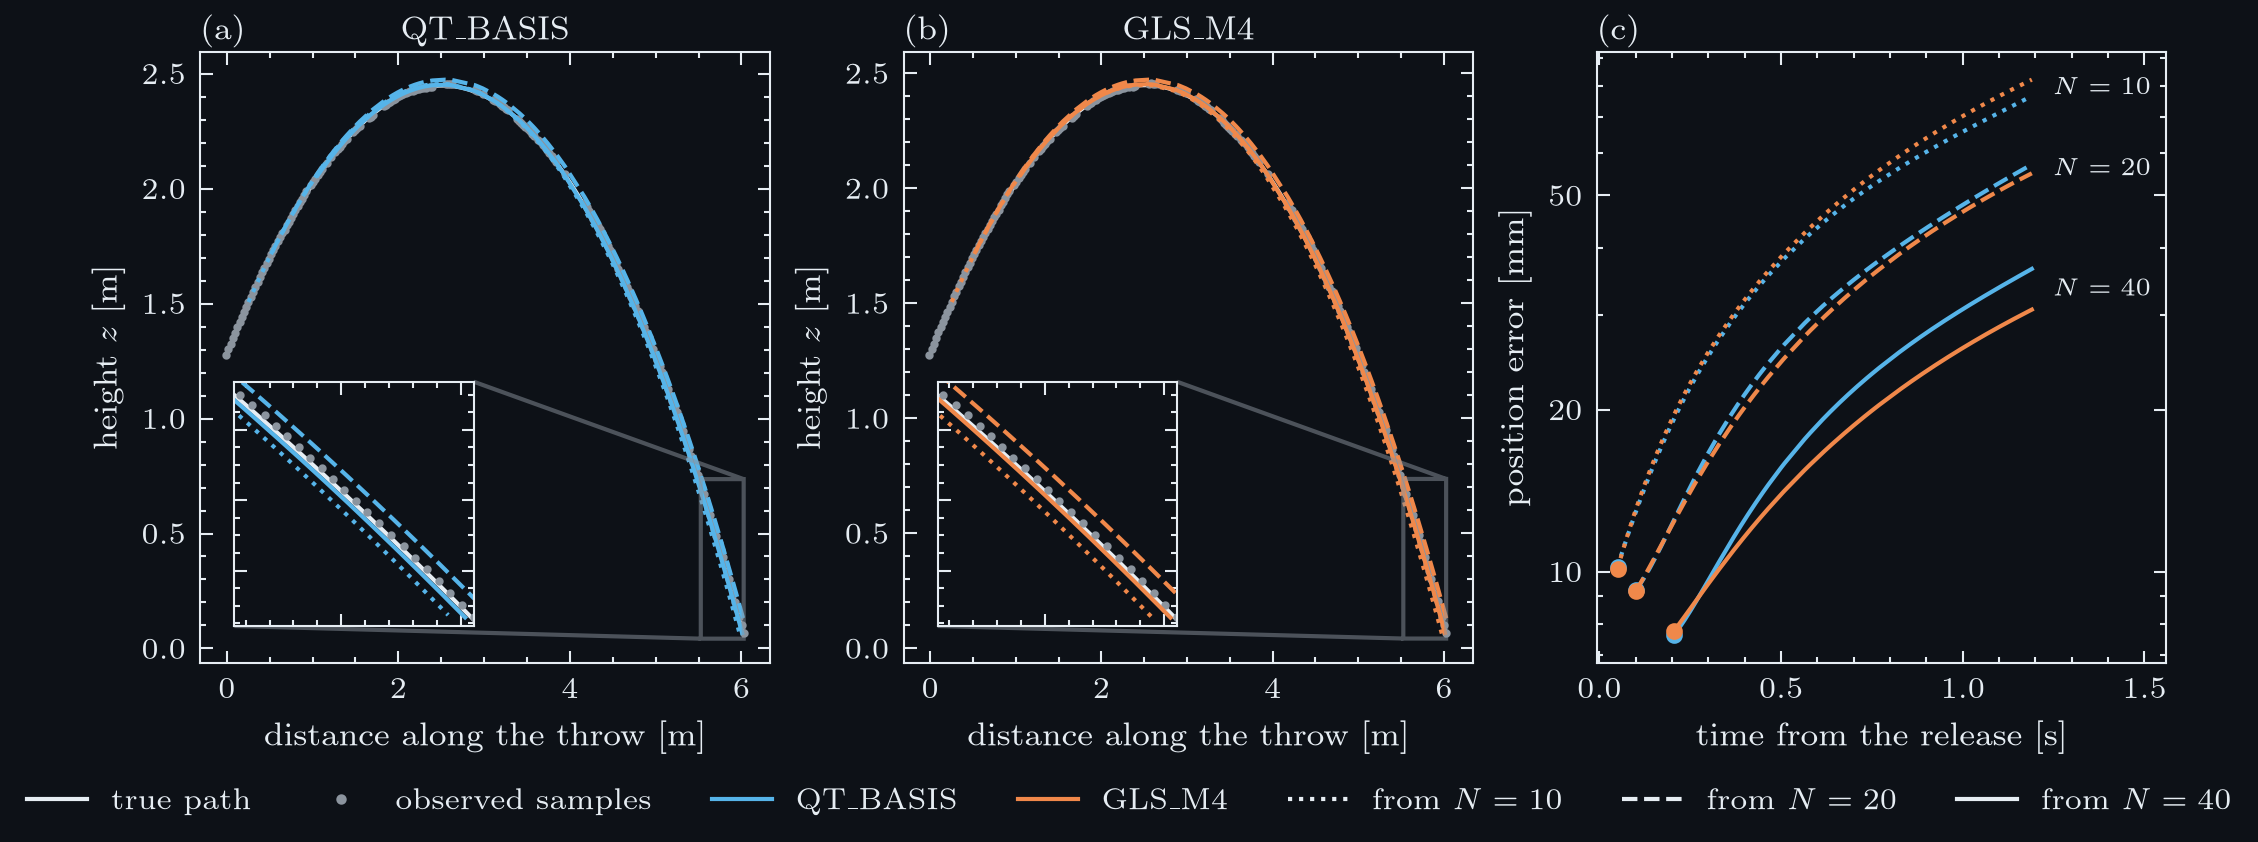 (a) QT_BASIS
(b) GLS_M4
(c)
2.5
2.0
1.5
1.0
0.5
0.0
height z [m]
0 2 4 6
distance along the throw [m]
2.5
2.0
1.5
1.0
0.5
0.0
height z [m]
0 2 4 6
distance along the throw [m]
50
20
10
position error [mm]
N = 10
N = 20
N = 40
0.0 0.5 1.0 1.5
time from the release [s]
true path observed samples QT_BASIS GLS_M4 from N = 10 from N = 20 from N = 40